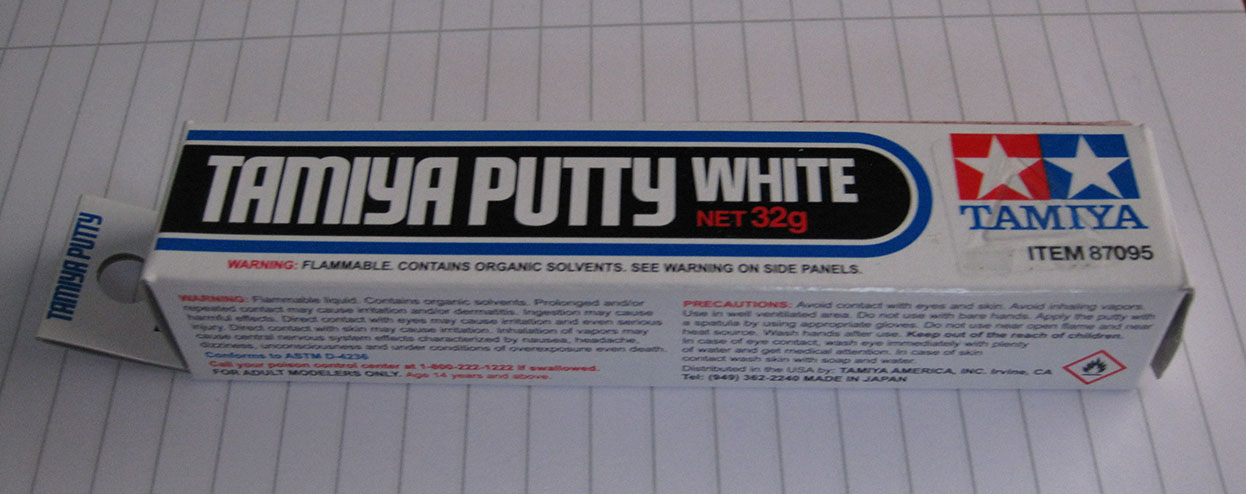 TAMIYA PUTTY WHITE
NET 32g
TAMIYA
ITEM 87095
WARNING: FLAMMABLE. CONTAINS ORGANIC SOLVENTS. SEE WARNING ON SIDE PANELS.
TAMIYA PUTTY
WARNING: Flammable liquid. Contains organic solvents. Prolonged and/or
repeated contact may cause irritation and/or dermatitis. Ingestion may cause
harmful effects. Direct contact with eyes may cause irritation and even serious
injury. Direct contact with skin may cause irritation. Inhalation of vapors may
cause central nervous system effects characterized by nausea, headache,
dizziness, unconsciousness and under conditions of overexposure even death.
Conforms to ASTM D-4236
Call your poison control center at 1-800-222-1222 if swallowed.
FOR ADULT MODELERS ONLY. Age 14 years and above.
PRECAUTIONS: Avoid contact with eyes and skin. Avoid inhaling vapors.
Use in well ventilated area. Do not use with bare hands. Apply the putty with
a spatula by using appropriate gloves. Do not use near open flame and near
heat source. Wash hands after use. Keep out of the reach of children.
In case of eye contact, wash eye immediately with plenty
of water and get medical attention. In case of skin
contact wash skin with soap and water.
Distributed in the USA by: TAMIYA AMERICA, INC. Irvine, CA
Tel: (949) 362-2240 MADE IN JAPAN